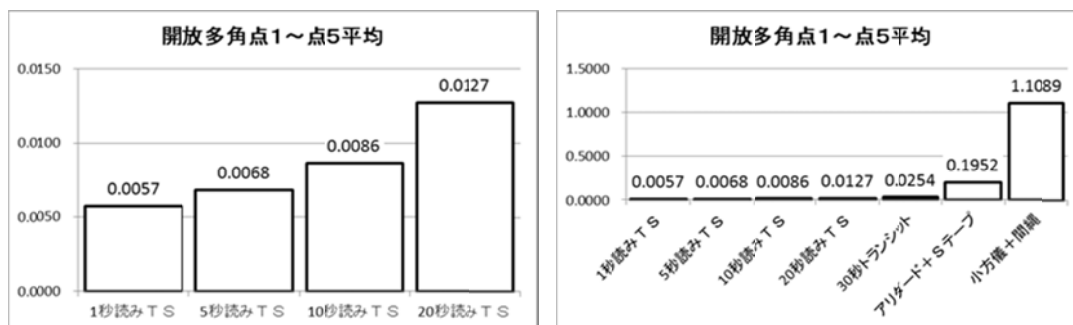 開放多角点1～点5平均
0.0150
0.0127
0.0100
0.0086
0.0068
0.0057
0.0050
0.0000
1秒読みＴＳ
5秒読みＴＳ
10秒読みＴＳ
20秒読みＴＳ
開放多角点1～点5平均
1.5000
1.1089
1.0000
0.5000
0.0057
0.0068
0.0086
0.0127
0.0254
0.1952
0.0000
1秒読みＴＳ
5秒読みＴＳ
10秒読みＴＳ
20秒読みＴＳ
30秒トランシット
アリダード＋Ｓテープ
小方儀＋間縄